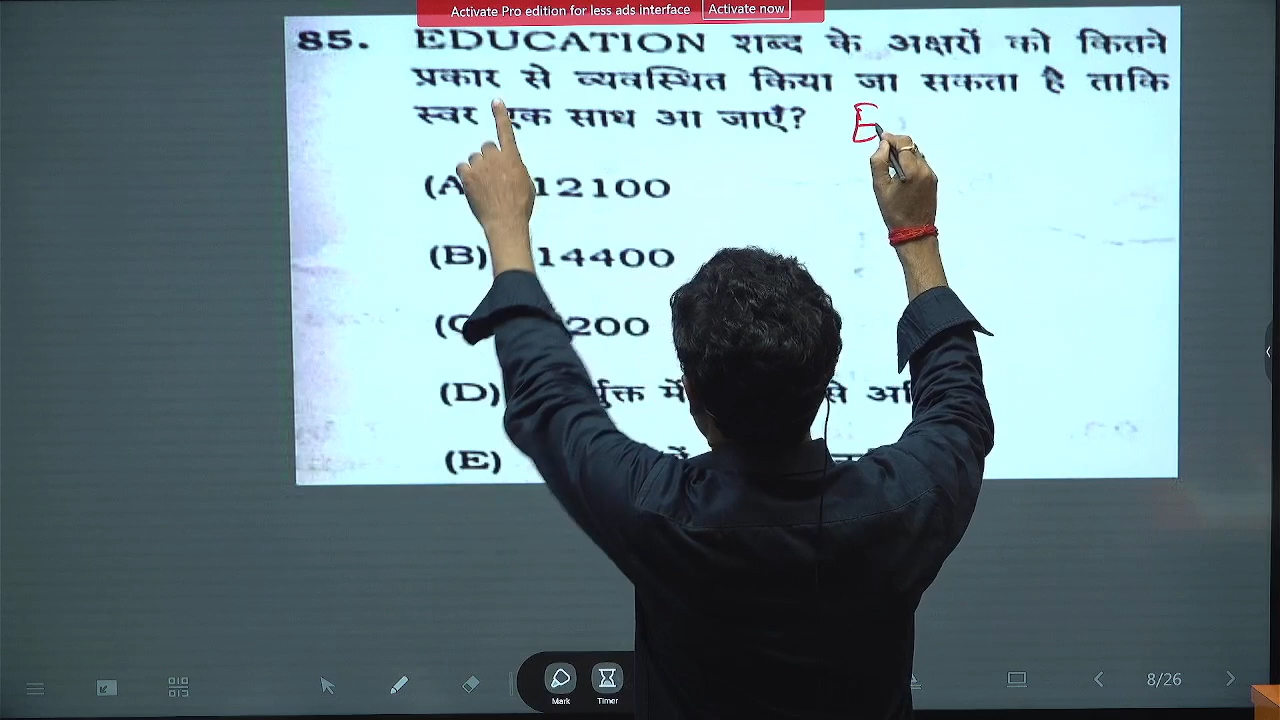 Activate Pro edition for less ads interface Activate now
85. EDUCATION शब्द के अक्षरों को कितने
प्रकार से व्यवस्थित किया जा सकता है ताकि
स्वर एक साथ आ जाएँ? E
(A) 12100
(B) 14400
200
(D) में से
(E)
Mark Timer
8/26